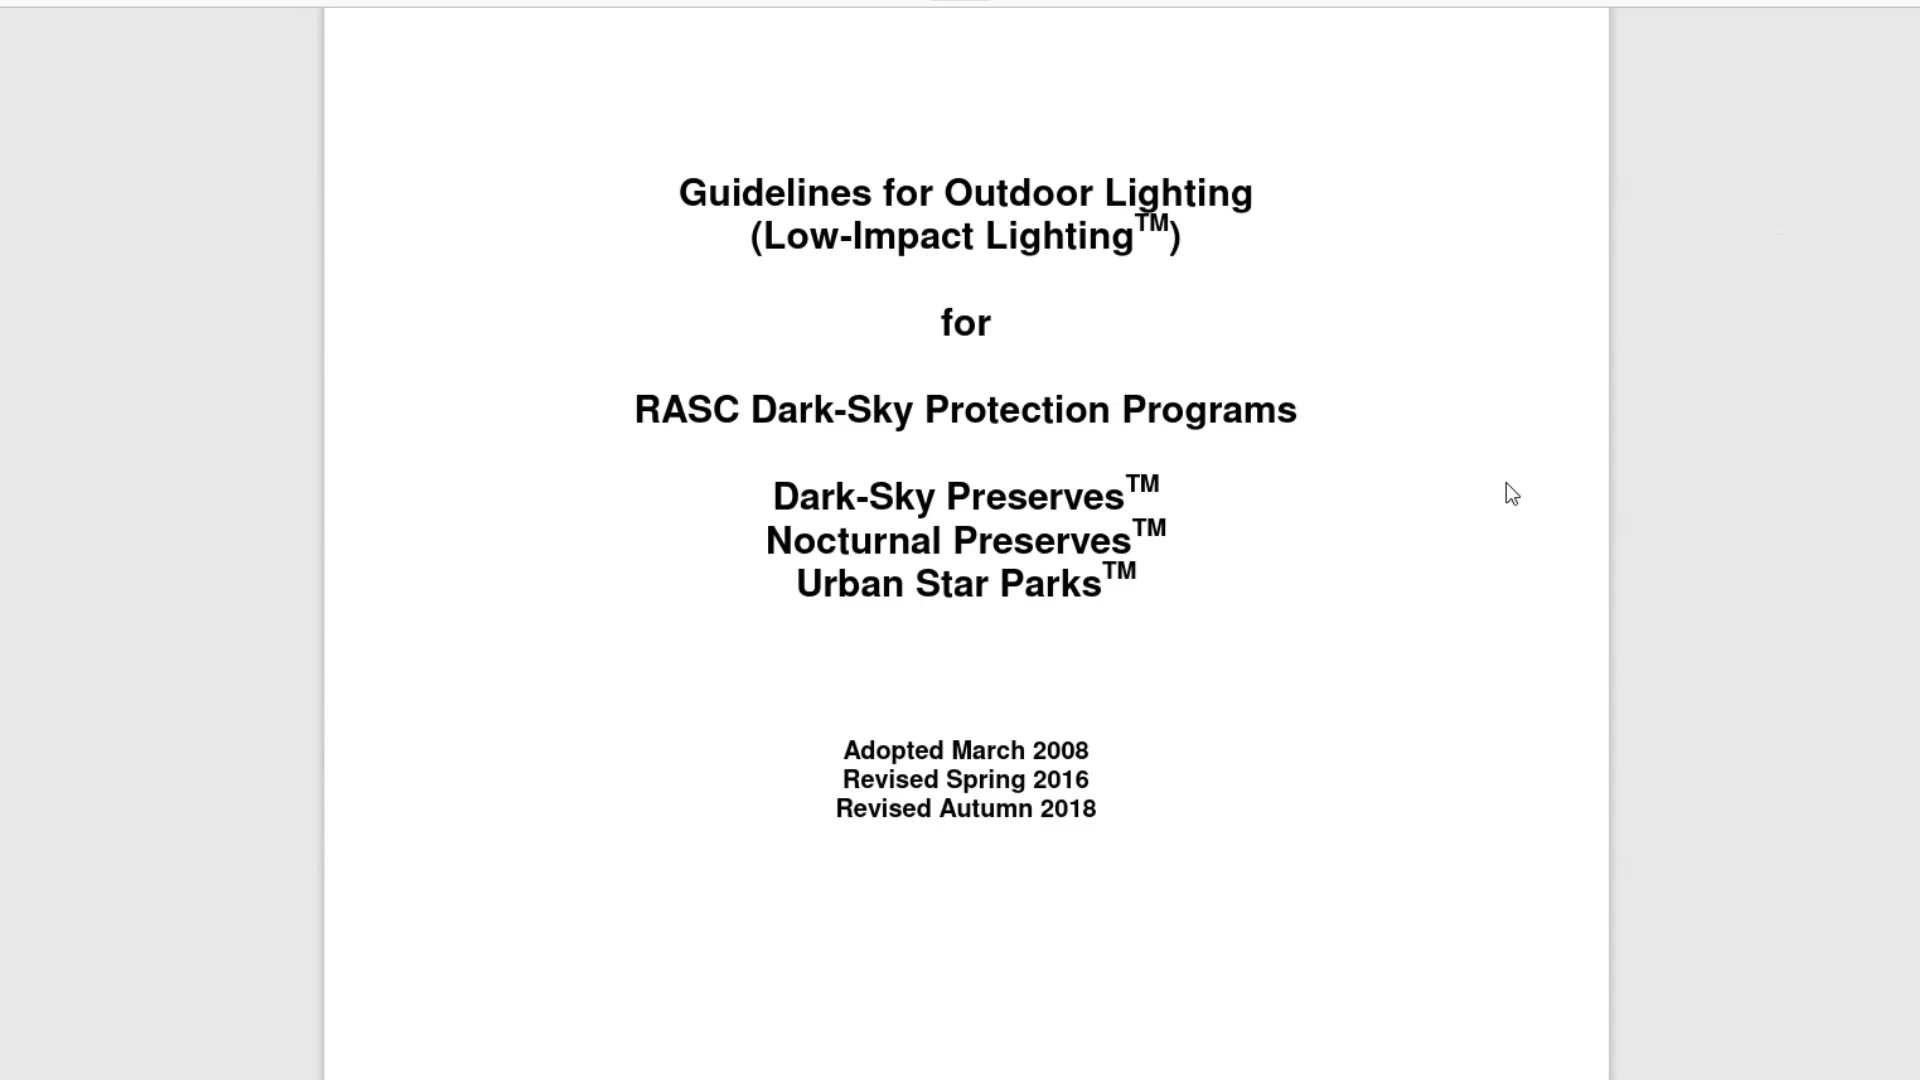 Guidelines for Outdoor Lighting
(Low-Impact Lighting™)
for
RASC Dark-Sky Protection Programs
Dark-Sky Preserves™
Nocturnal Preserves™
Urban Star Parks™
Adopted March 2008
Revised Spring 2016
Revised Autumn 2018